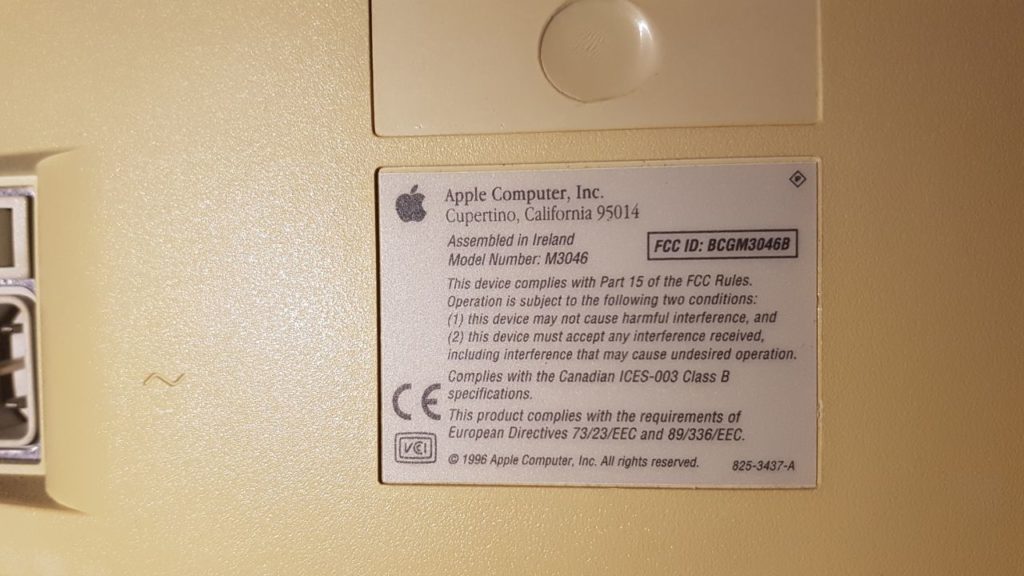 Apple Computer, Inc.
Cupertino, California 95014
Assembled in Ireland
Model Number: M3046
FCC ID: BCGM3046B
This device complies with Part 15 of the FCC Rules.
Operation is subject to the following two conditions:
(1) this device may not cause harmful interference, and
(2) this device must accept any interference received,
including interference that may cause undesired operation.
Complies with the Canadian ICES-003 Class B
specifications.
CE
This product complies with the requirements of
European Directives 73/23/EEC and 89/336/EEC.
VCCI
© 1996 Apple Computer, Inc. All rights reserved.
825-3437-A